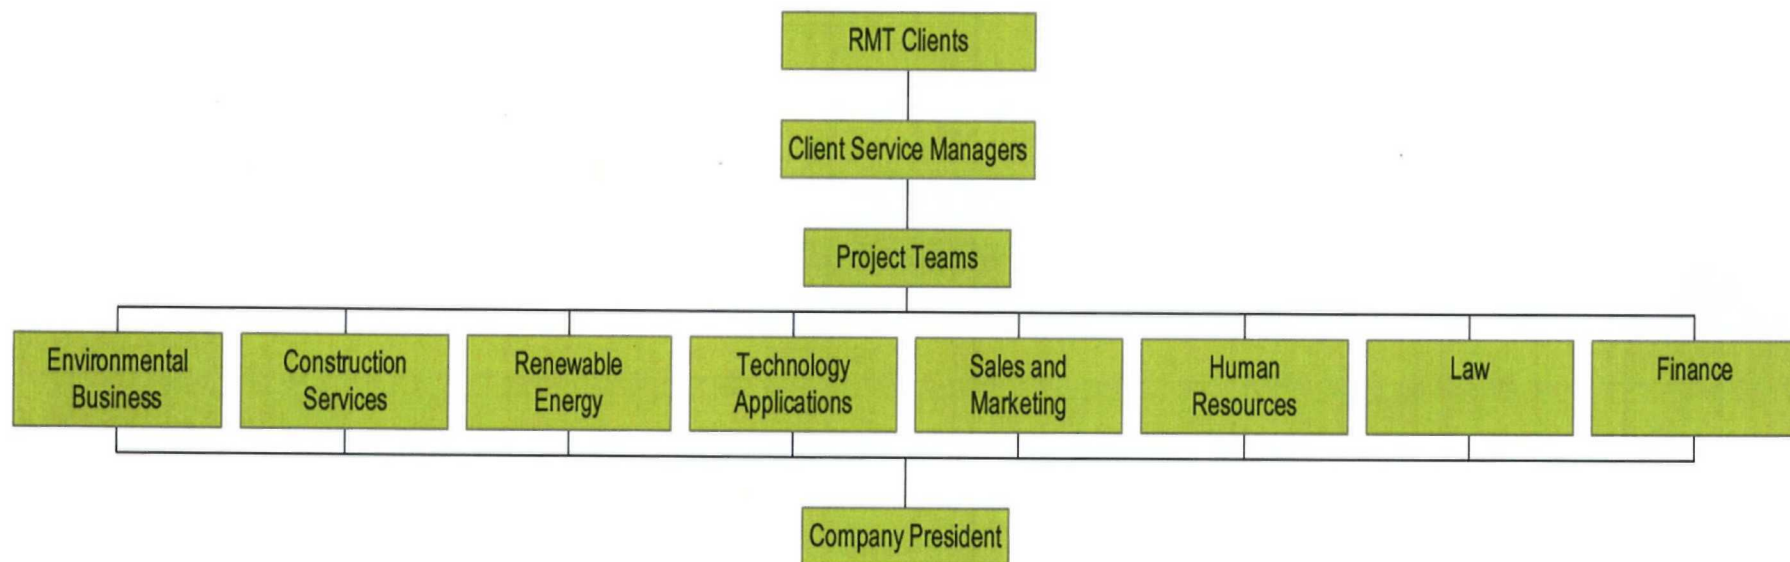 RMT Clients
Client Service Managers
Project Teams
Environmental
Business
Construction
Services
Renewable
Energy
Technology
Applications
Sales and
Marketing
Human
Resources
Law
Finance
Company President